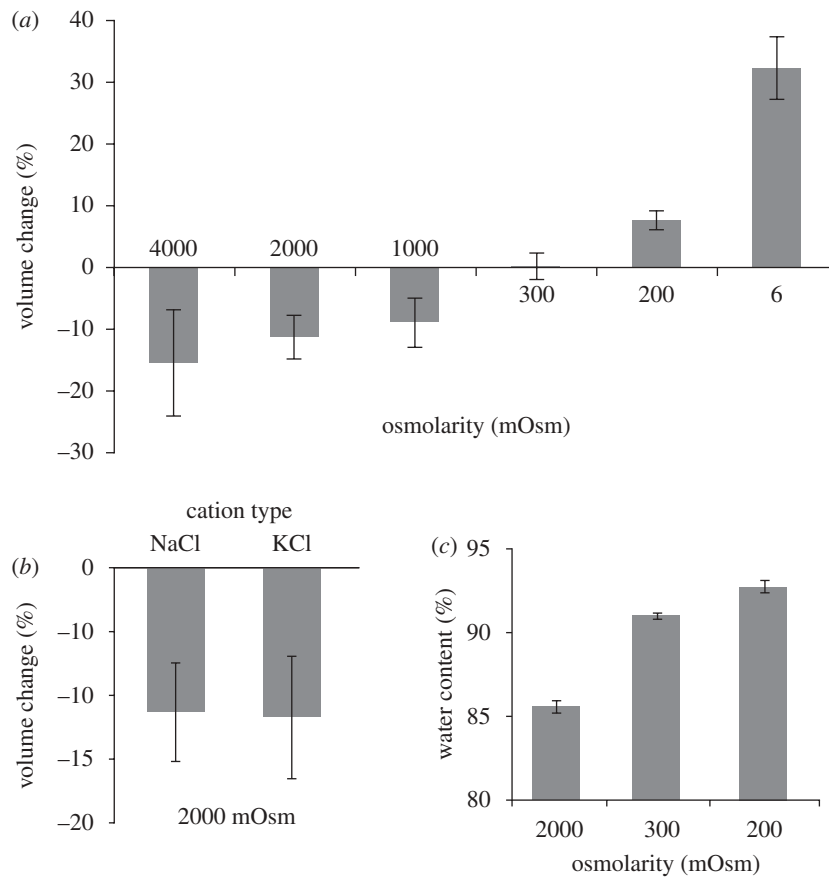 (a)
40
30
20
10
0
–10
–20
–30
volume change (%)
4000 2000 1000
300 200 6
osmolarity (mOsm)
(b)
cation type
NaCl KCl
0
–10
–10
–15
–20
volume change (%)
2000 mOsm
(c)
95
90
85
80
water content (%)
2000 300 200
osmolarity (mOsm)